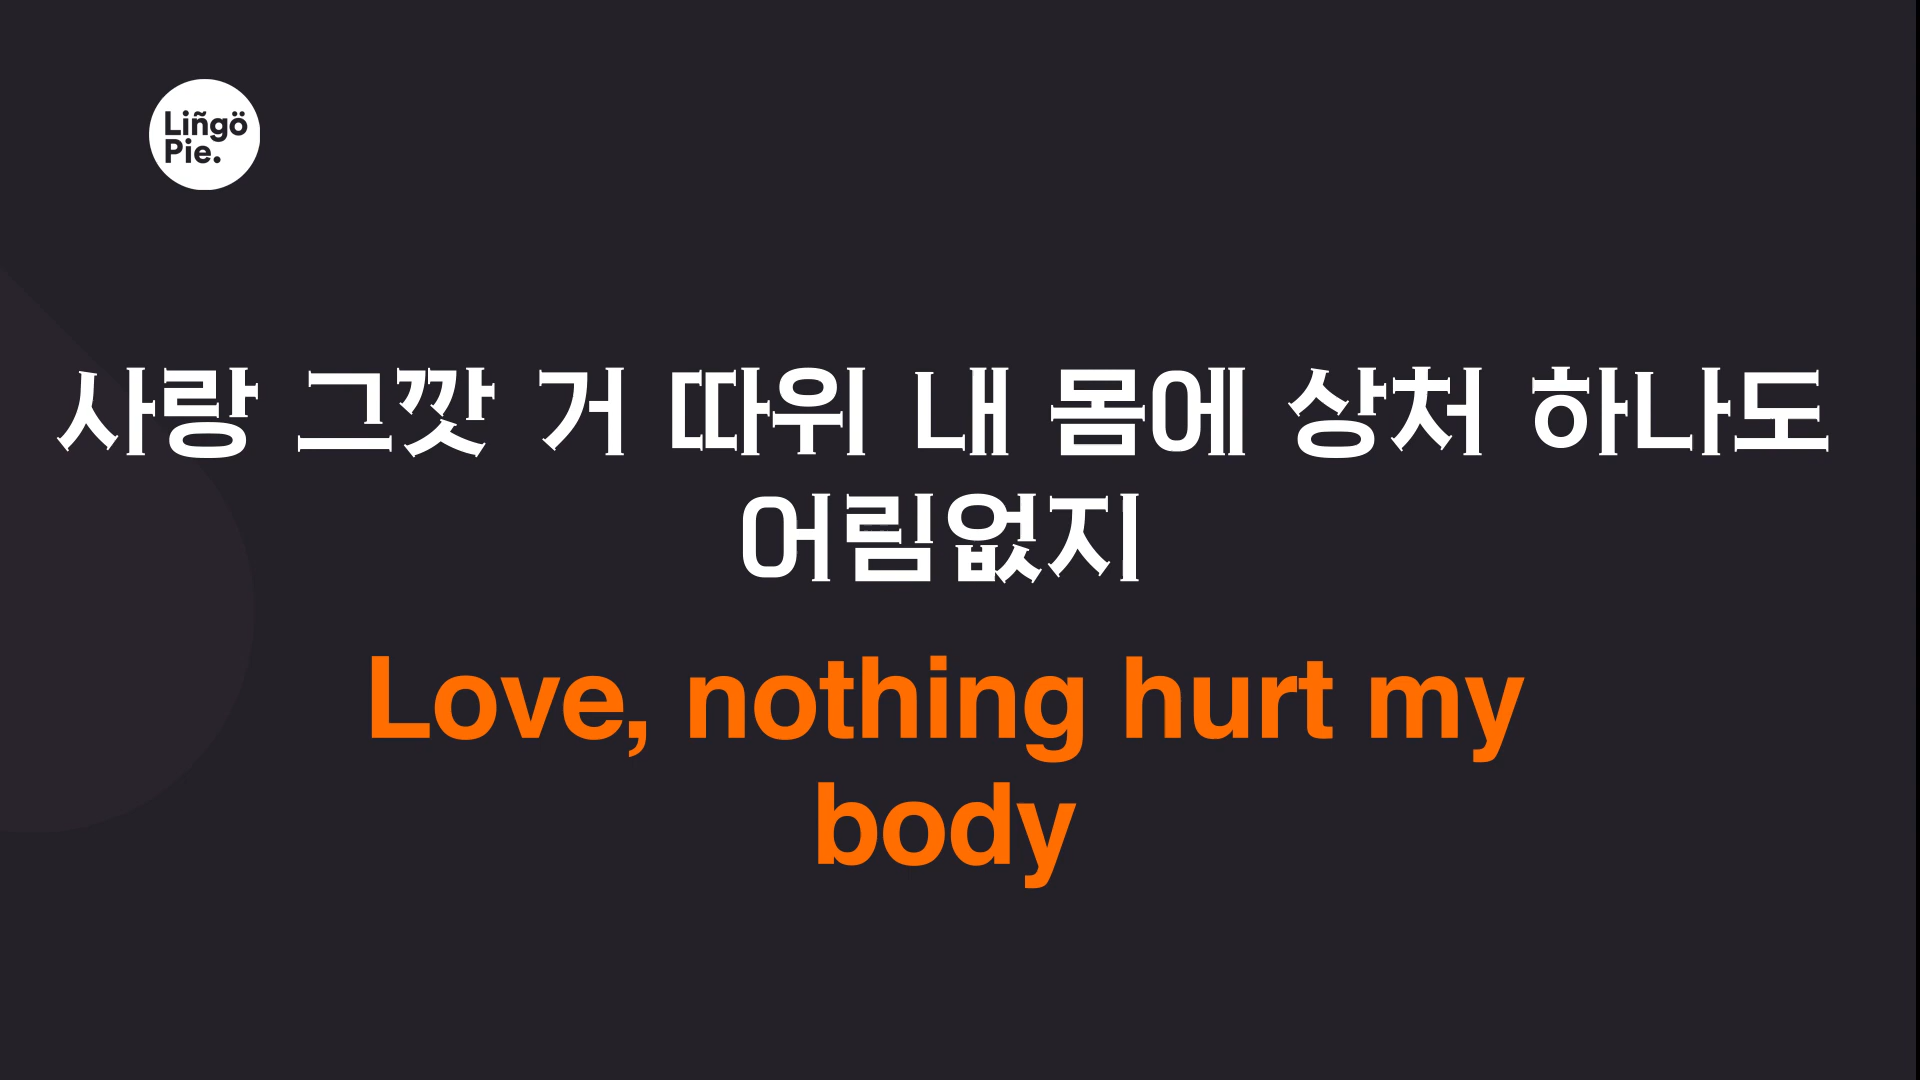 Liñgö
Pie.
사랑 그깟 거 따위 내 몸에 상처 하나도
어림없지
Love, nothing hurt my
body